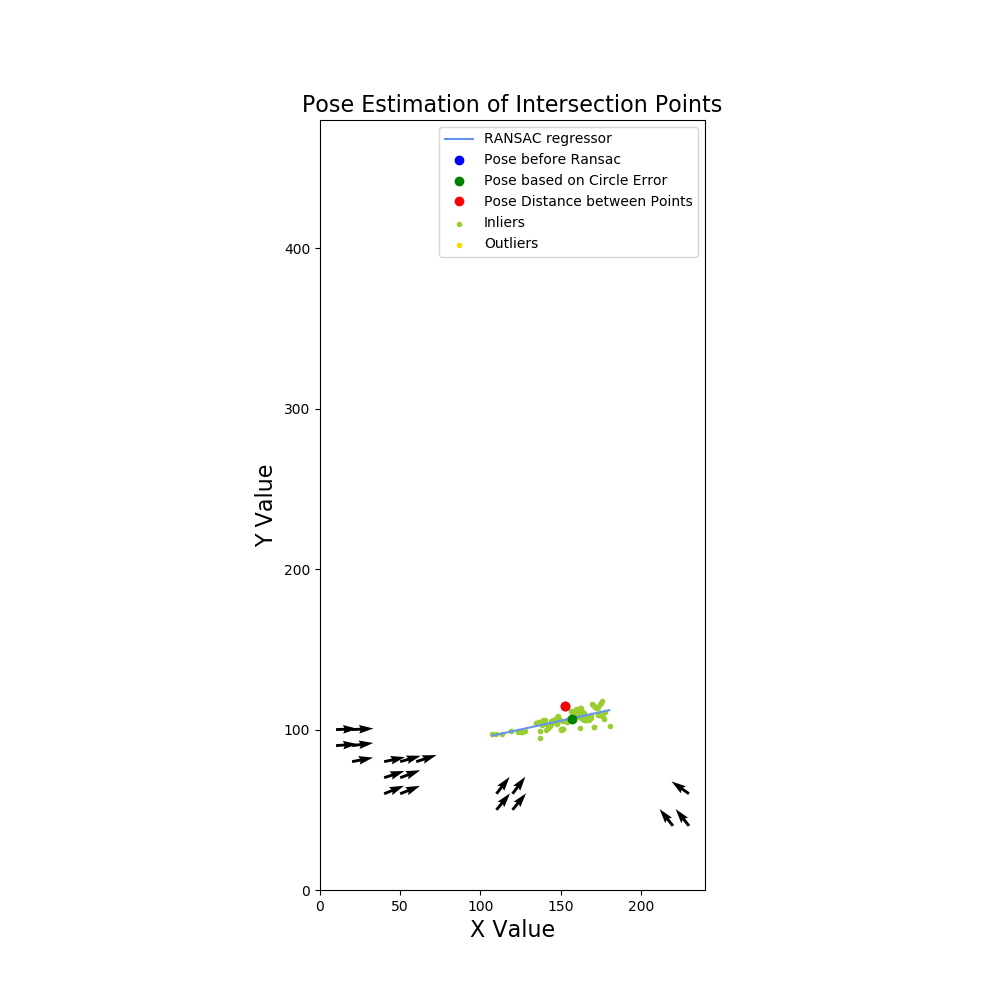 Pose Estimation of Intersection Points
RANSAC regressor
Pose before Ransac
Pose based on Circle Error
Pose Distance between Points
Inliers
Outliers
400
300
200
100
0
Y Value
0 50 100 150 200
X Value